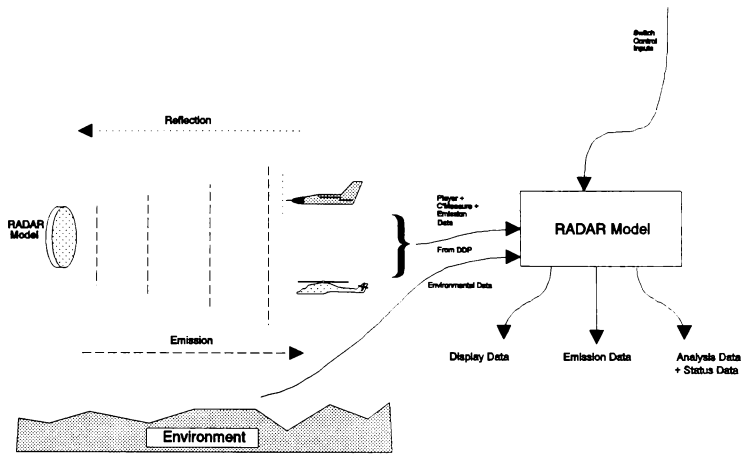 Switch
Control
Inputs
Reflection
RADAR
Model
Player +
C'Measure +
Emission
Data
From DDP
Environmental Data
RADAR Model
Emission
Display Data
Emission Data
Analysis Data
+ Status Data
Environment